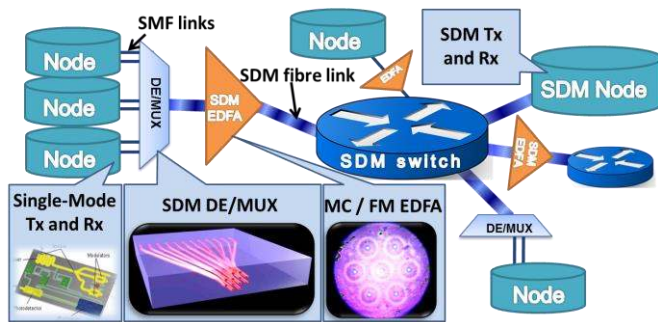 SMF links
Node
Node
Node
DE/MUX
SDM
EDFA
SDM fibre link
Node
EDFA
SDM Tx
and Rx
SDM Node
SDM switch
SDM
EDFA
DE/MUX
Node
Single-Mode
Tx and Rx
SDM DE/MUX
MC / FM EDFA
Modulators